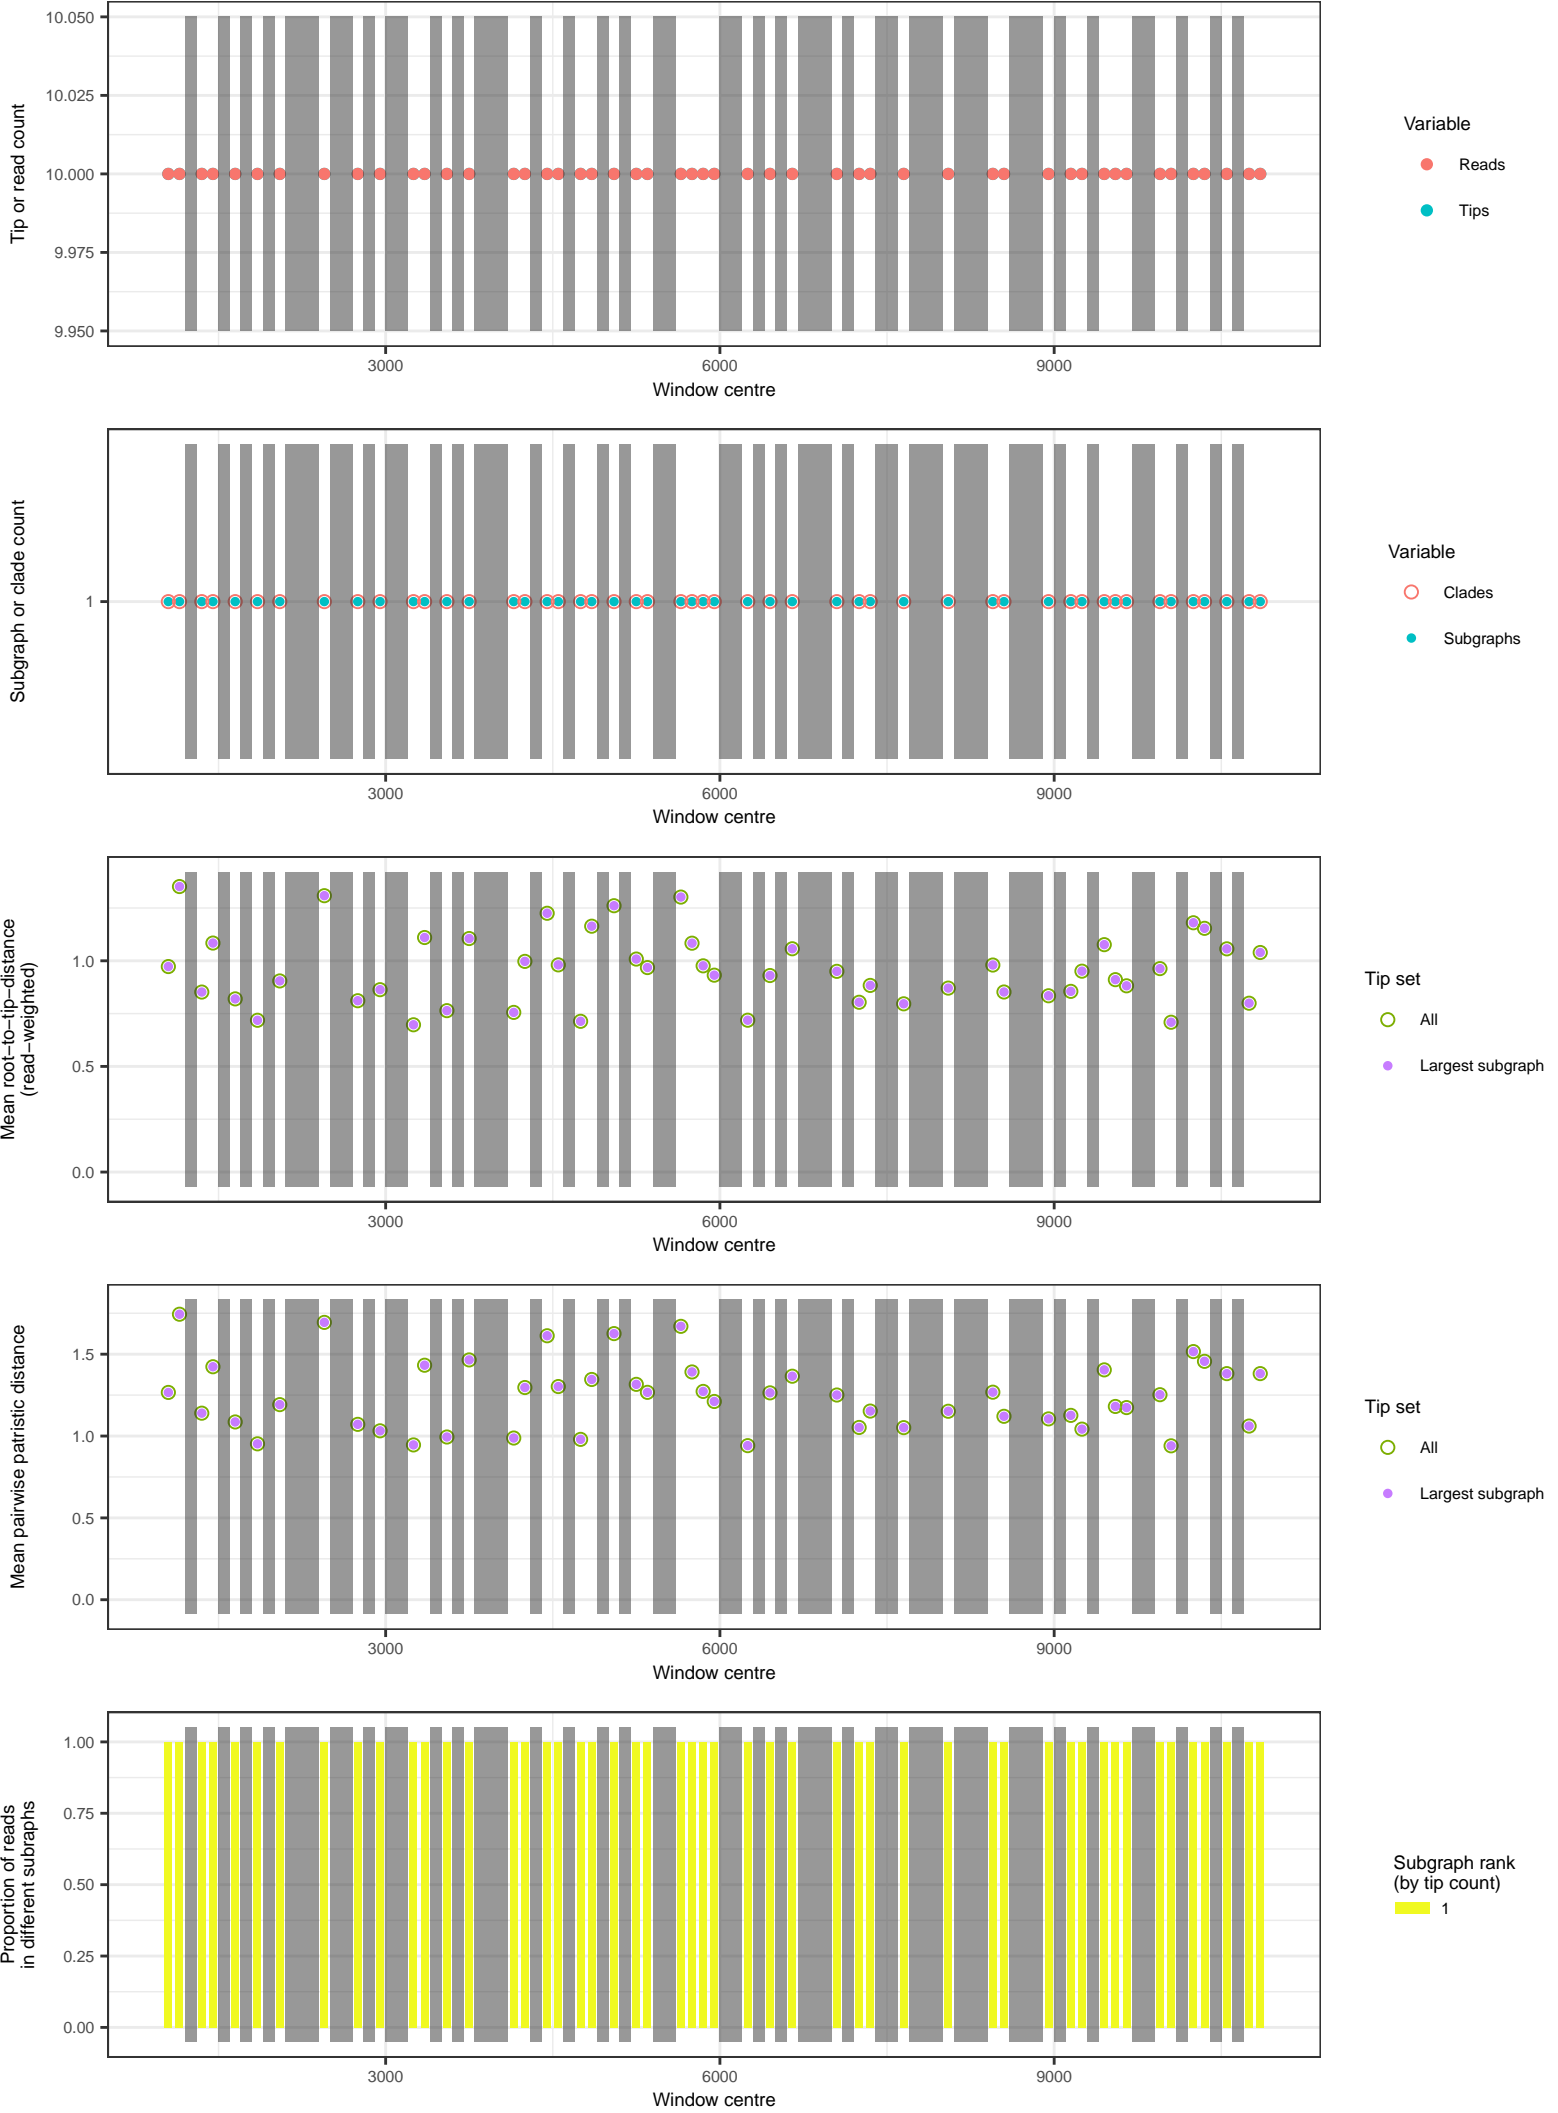 10.050
10.025
10.000
9.975
9.950
Tip or read count
3000
6000
9000
Window centre
Variable
Reads
Tips
Subgraph or clade count
1
3000
6000
9000
Window centre
Variable
Clades
Subgraphs
Mean root−to−tip−distance
(read−weighted)
1.0
0.5
0.0
3000
6000
9000
Window centre
Tip set
All
Largest subgraph
Mean pairwise patristic distance
1.5
1.0
0.5
0.0
3000
6000
9000
Window centre
Tip set
All
Largest subgraph
Proportion of reads
in different subraphs
1.00
0.75
0.50
0.25
0.00
3000
6000
9000
Window centre
Subgraph rank
(by tip count)
1